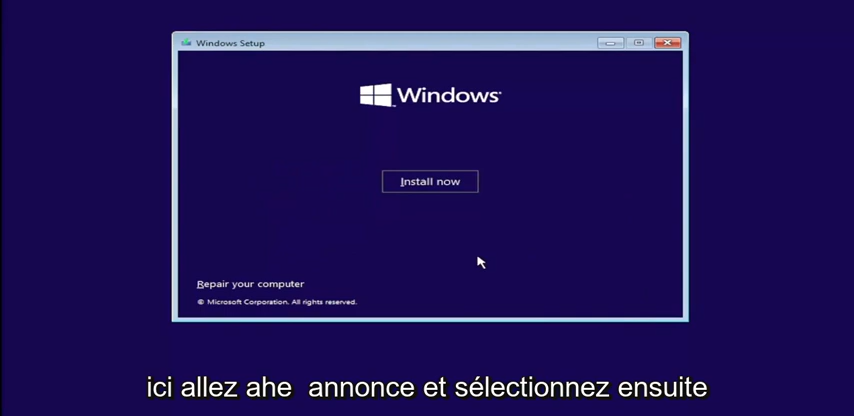 Windows Setup
Windows
Install now
Repair your computer
© Microsoft Corporation. All rights reserved.
ici allez ahe annonce et sélectionnez ensuite